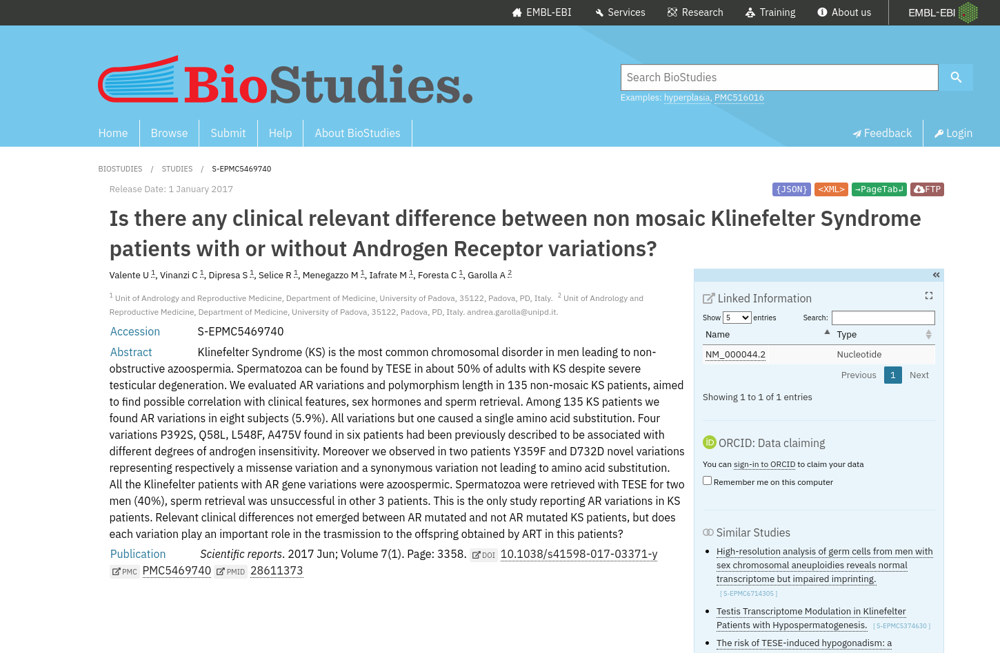 EMBL-EBI Services Research Training About us EMBL-EBI
BioStudies.
Search BioStudies
Examples: hyperplasia, PMC516016
Home Browse Submit Help About BioStudies Feedback Login
BIOSTUDIES / STUDIES / S-EPMC5469740
Release Date: 1 January 2017 {JSON} <XML> →PageTab↲ FTP
Is there any clinical relevant difference between non mosaic Klinefelter Syndrome
patients with or without Androgen Receptor variations?
Valente U 1, Vinanzi C 1, Dipresa S 1, Selice R 1, Menegazzo M 1, Iafrate M 1, Foresta C 1, Garolla A 2
1 Unit of Andrology and Reproductive Medicine, Department of Medicine, University of Padova, 35122, Padova, PD, Italy. 2 Unit of Andrology and
Reproductive Medicine, Department of Medicine, University of Padova, 35122, Padova, PD, Italy. andrea.garolla@unipd.it.
Accession S-EPMC5469740
Abstract Klinefelter Syndrome (KS) is the most common chromosomal disorder in men leading to non-
obstructive azoospermia. Spermatozoa can be found by TESE in about 50% of adults with KS despite severe
testicular degeneration. We evaluated AR variations and polymorphism length in 135 non-mosaic KS patients, aimed
to find possible correlation with clinical features, sex hormones and sperm retrieval. Among 135 KS patients we
found AR variations in eight subjects (5.9%). All variations but one caused a single amino acid substitution. Four
variations P392S, Q58L, L548F, A475V found in six patients had been previously described to be associated with
different degrees of androgen insensitivity. Moreover we observed in two patients Y359F and D732D novel variations
representing respectively a missense variation and a synonymous variation not leading to amino acid substitution.
All the Klinefelter patients with AR gene variations were azoospermic. Spermatozoa were retrieved with TESE for two
men (40%), sperm retrieval was unsuccessful in other 3 patients. This is the only study reporting AR variations in KS
patients. Relevant clinical differences not emerged between AR mutated and not AR mutated KS patients, but does
each variation play an important role in the trasmission to the offspring obtained by ART in this patients?
Publication Scientific reports. 2017 Jun; Volume 7(1). Page: 3358. DOI 10.1038/s41598-017-03371-y
PMC PMC5469740 PMID 28611373
«
Linked Information
Show 5 entries Search:
Name Type
NM_000044.2 Nucleotide
Previous 1 Next
Showing 1 to 1 of 1 entries
iD ORCID: Data claiming
You can sign-in to ORCID to claim your data
Remember me on this computer
Similar Studies
High-resolution analysis of germ cells from men with
sex chromosomal aneuploidies reveals normal
transcriptome but impaired imprinting.
[ S-EPMC6714305 ]
Testis Transcriptome Modulation in Klinefelter
Patients with Hypospermatogenesis. [ S-EPMC5374630 ]
The risk of TESE-induced hypogonadism: a